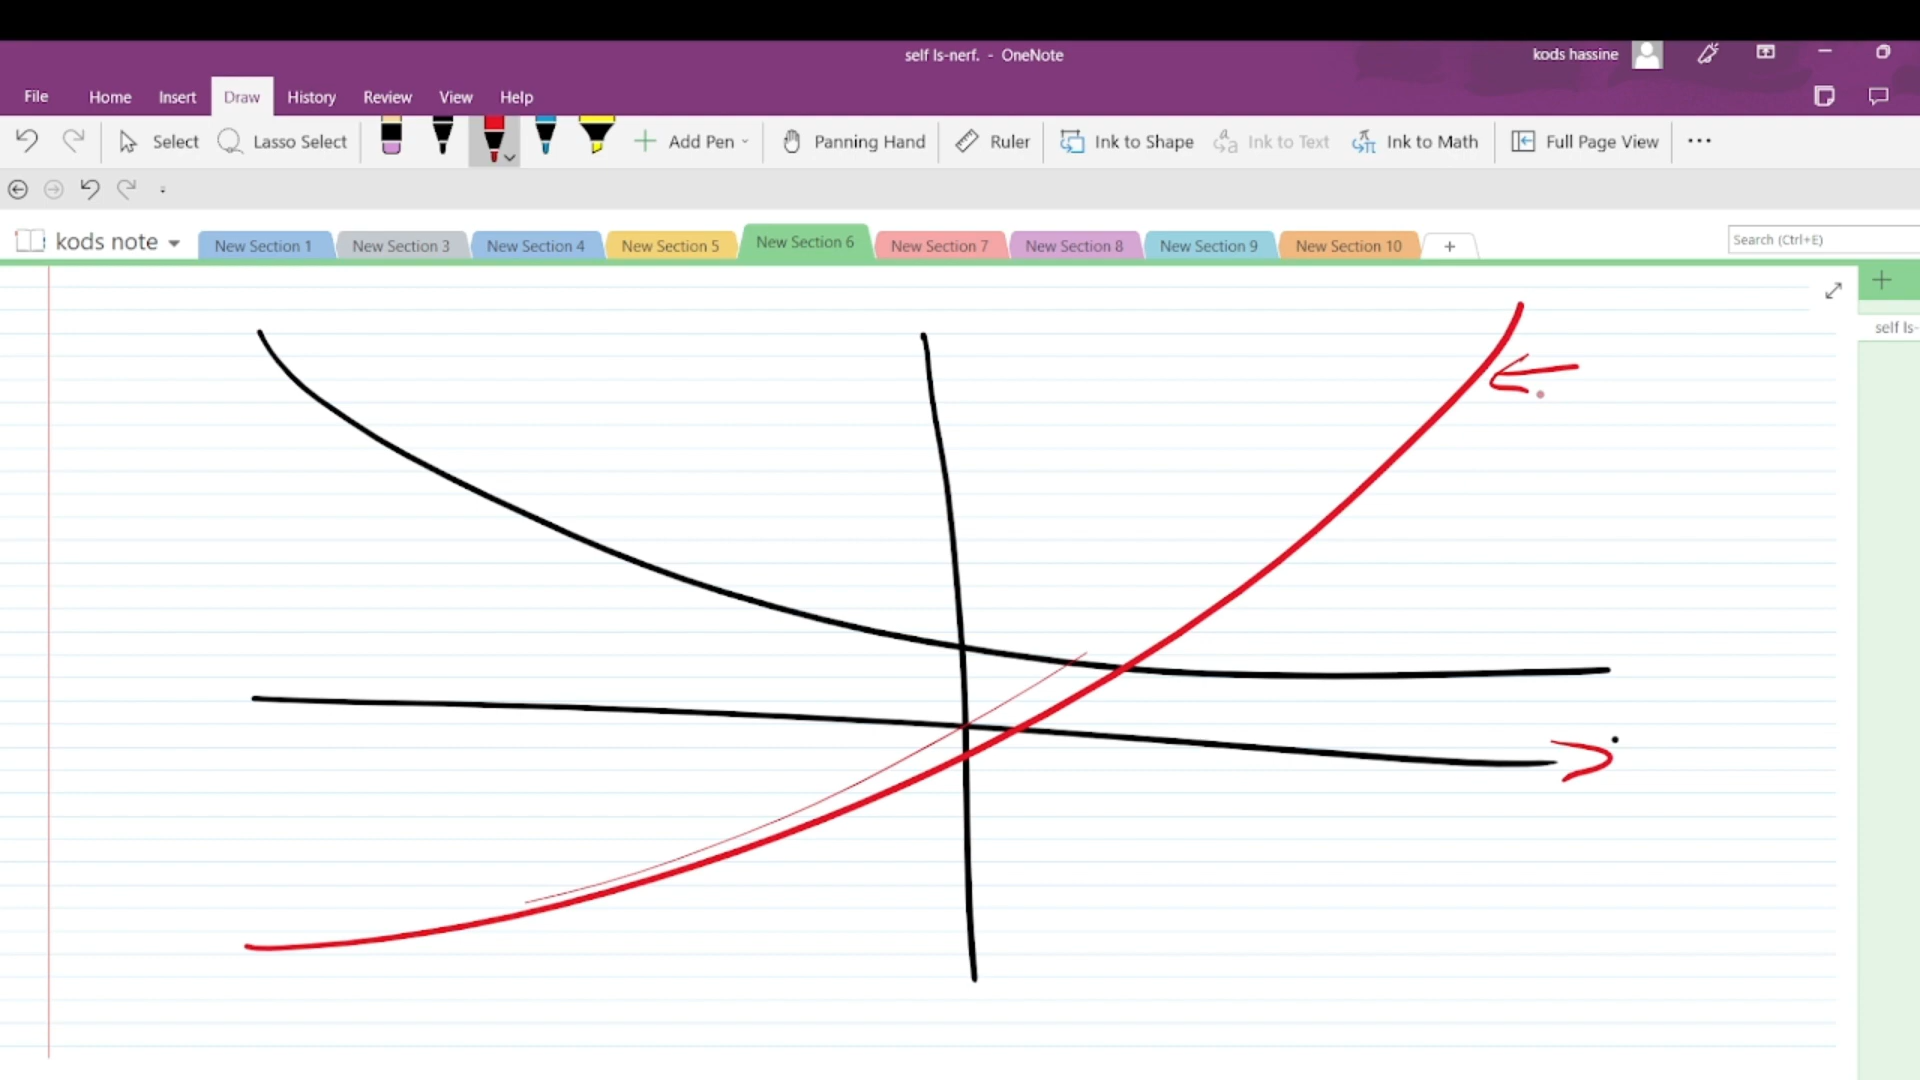 self ls-nerf. - OneNote
kods hassine
File Home Insert Draw History Review View Help
Select Lasso Select Add Pen Panning Hand Ruler Ink to Shape Ink to Text Ink to Math Full Page View
kods note New Section 1 New Section 3 New Section 4 New Section 5 New Section 6 New Section 7 New Section 8 New Section 9 New Section 10 Search (Ctrl+E)
self ls-